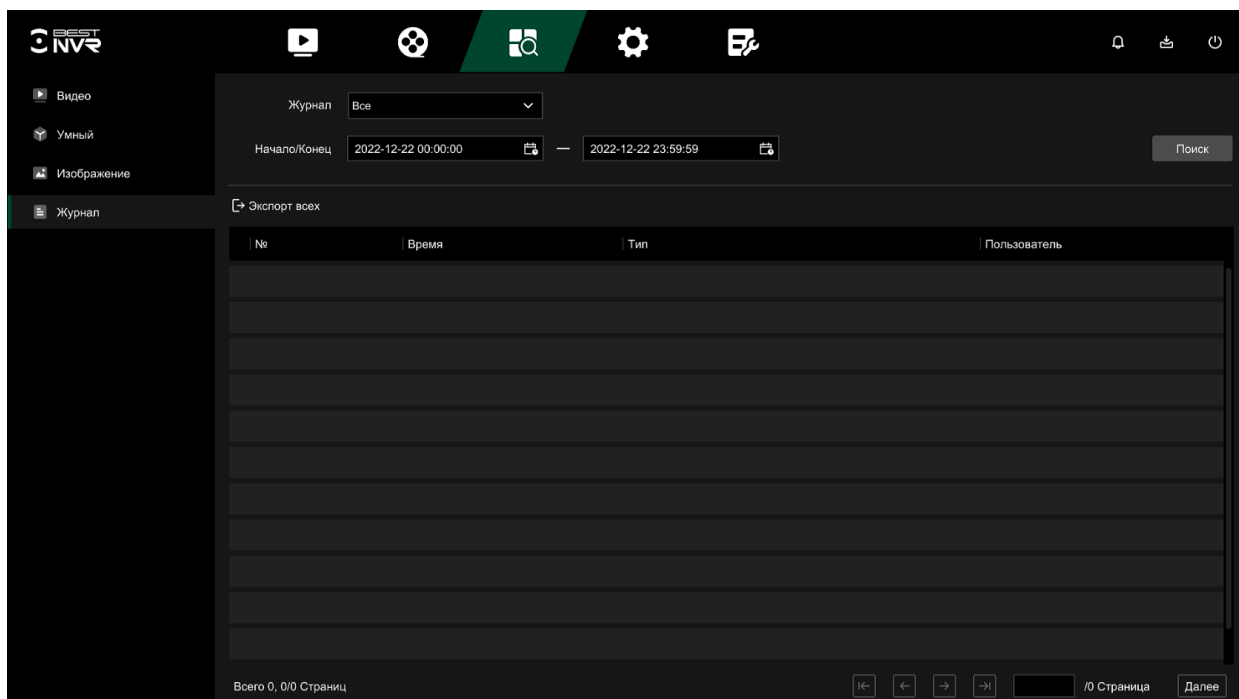 BEST
NVR
Видео
Умный
Изображение
Журнал
Журнал Все
Начало/Конец 2022-12-22 00:00:00 — 2022-12-22 23:59:59 Поиск
Экспорт всех
№ Время Тип Пользователь
Всего 0, 0/0 Страниц /0 Страница Далее